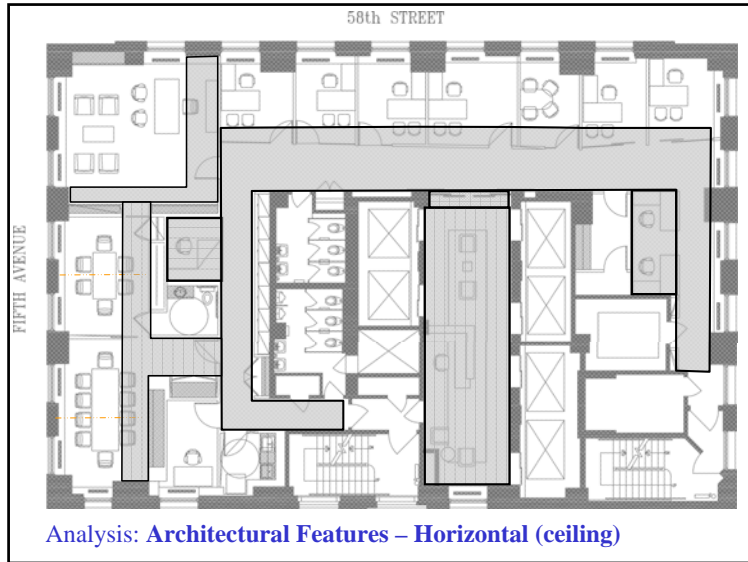 58th STREET
FIFTH AVENUE
Analysis: Architectural Features – Horizontal (ceiling)